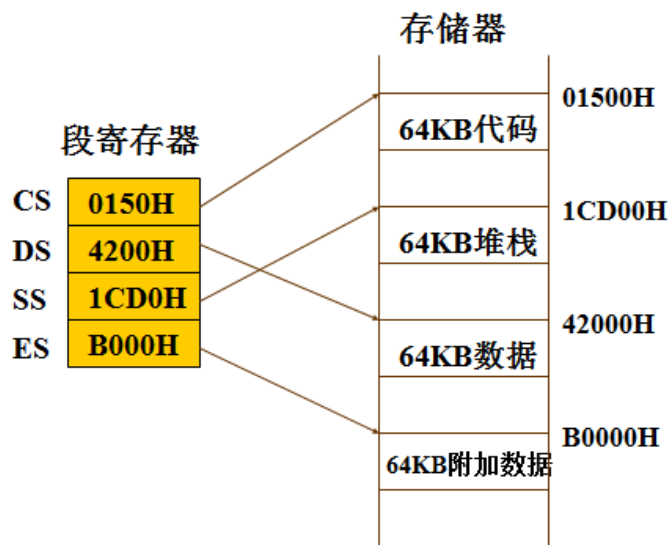 存储器
01500H
64KB代码
段寄存器
CS 0150H
1CD00H
DS 4200H
64KB堆栈
SS 1CD0H
42000H
ES B000H
64KB数据
B0000H
64KB附加数据